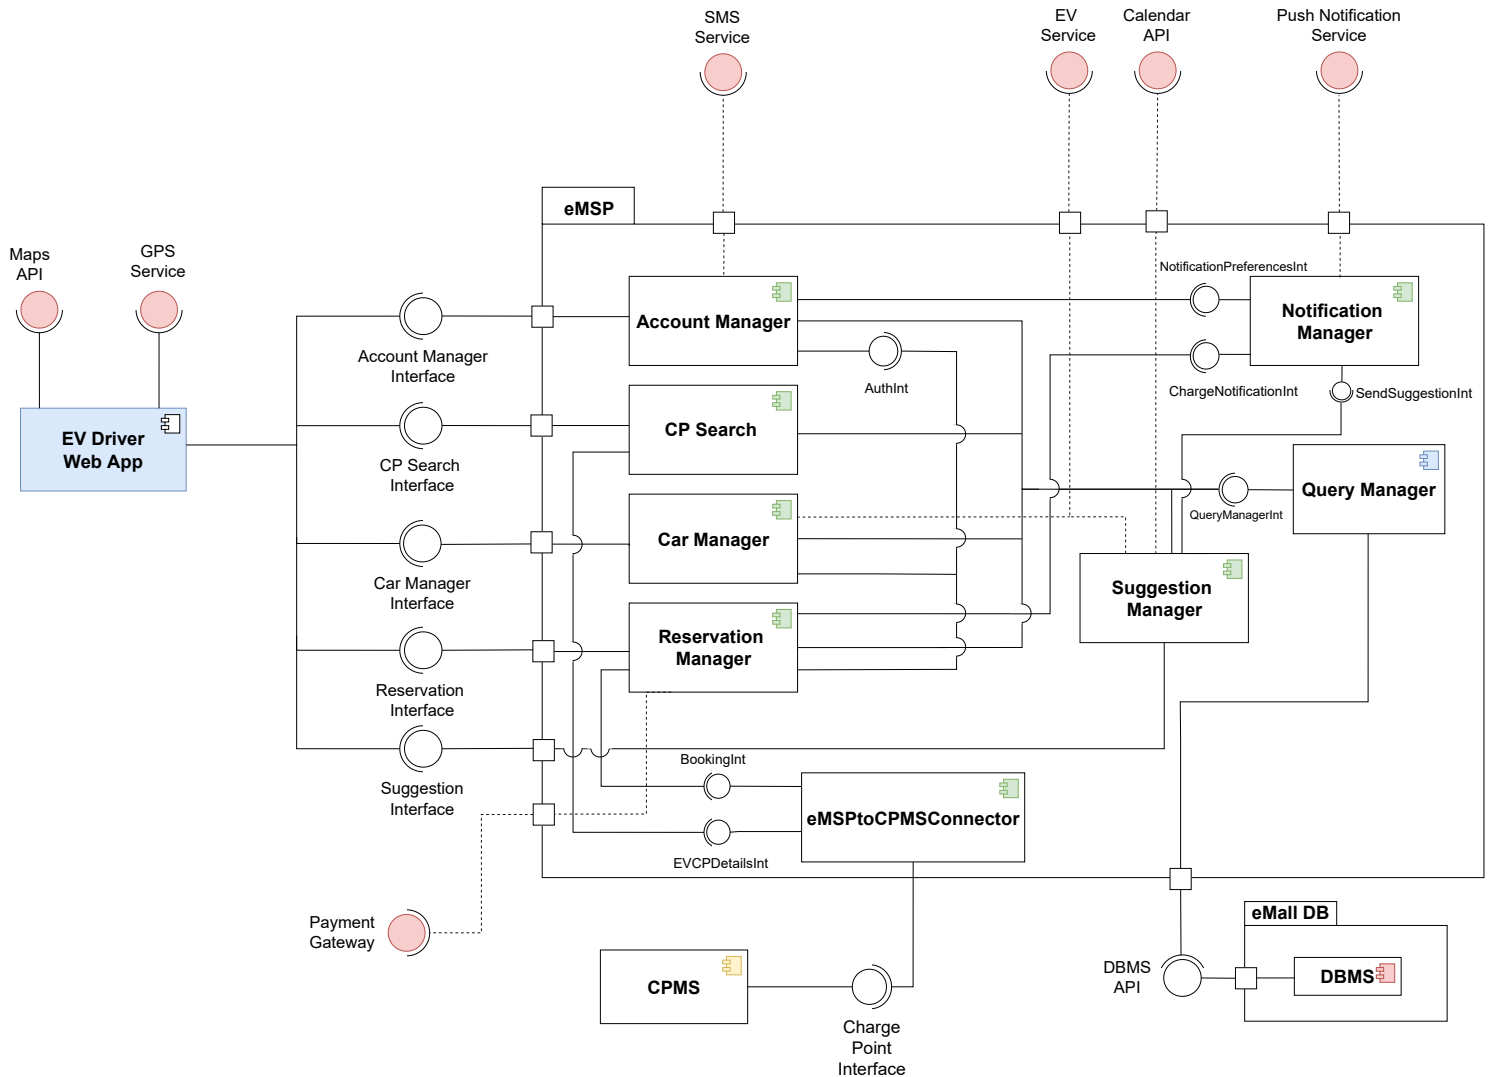 SMS
Service
EV
Service
Calendar
API
Push Notification
Service
eMSP
Maps
API
GPS
Service
NotificationPreferencesInt
Account Manager
Notification
Manager
Account Manager
Interface
AuthInt
ChargeNotificationInt
SendSuggestionInt
EV Driver
Web App
CP Search
CP Search
Interface
Query Manager
QueryManagerInt
Car Manager
Car Manager
Interface
Suggestion
Manager
Reservation
Manager
Reservation
Interface
BookingInt
Suggestion
Interface
eMSPtoCPMSConnector
EVCPDetailsInt
Payment
Gateway
eMall DB
CPMS
DBMS
API
DBMS
Charge
Point
Interface